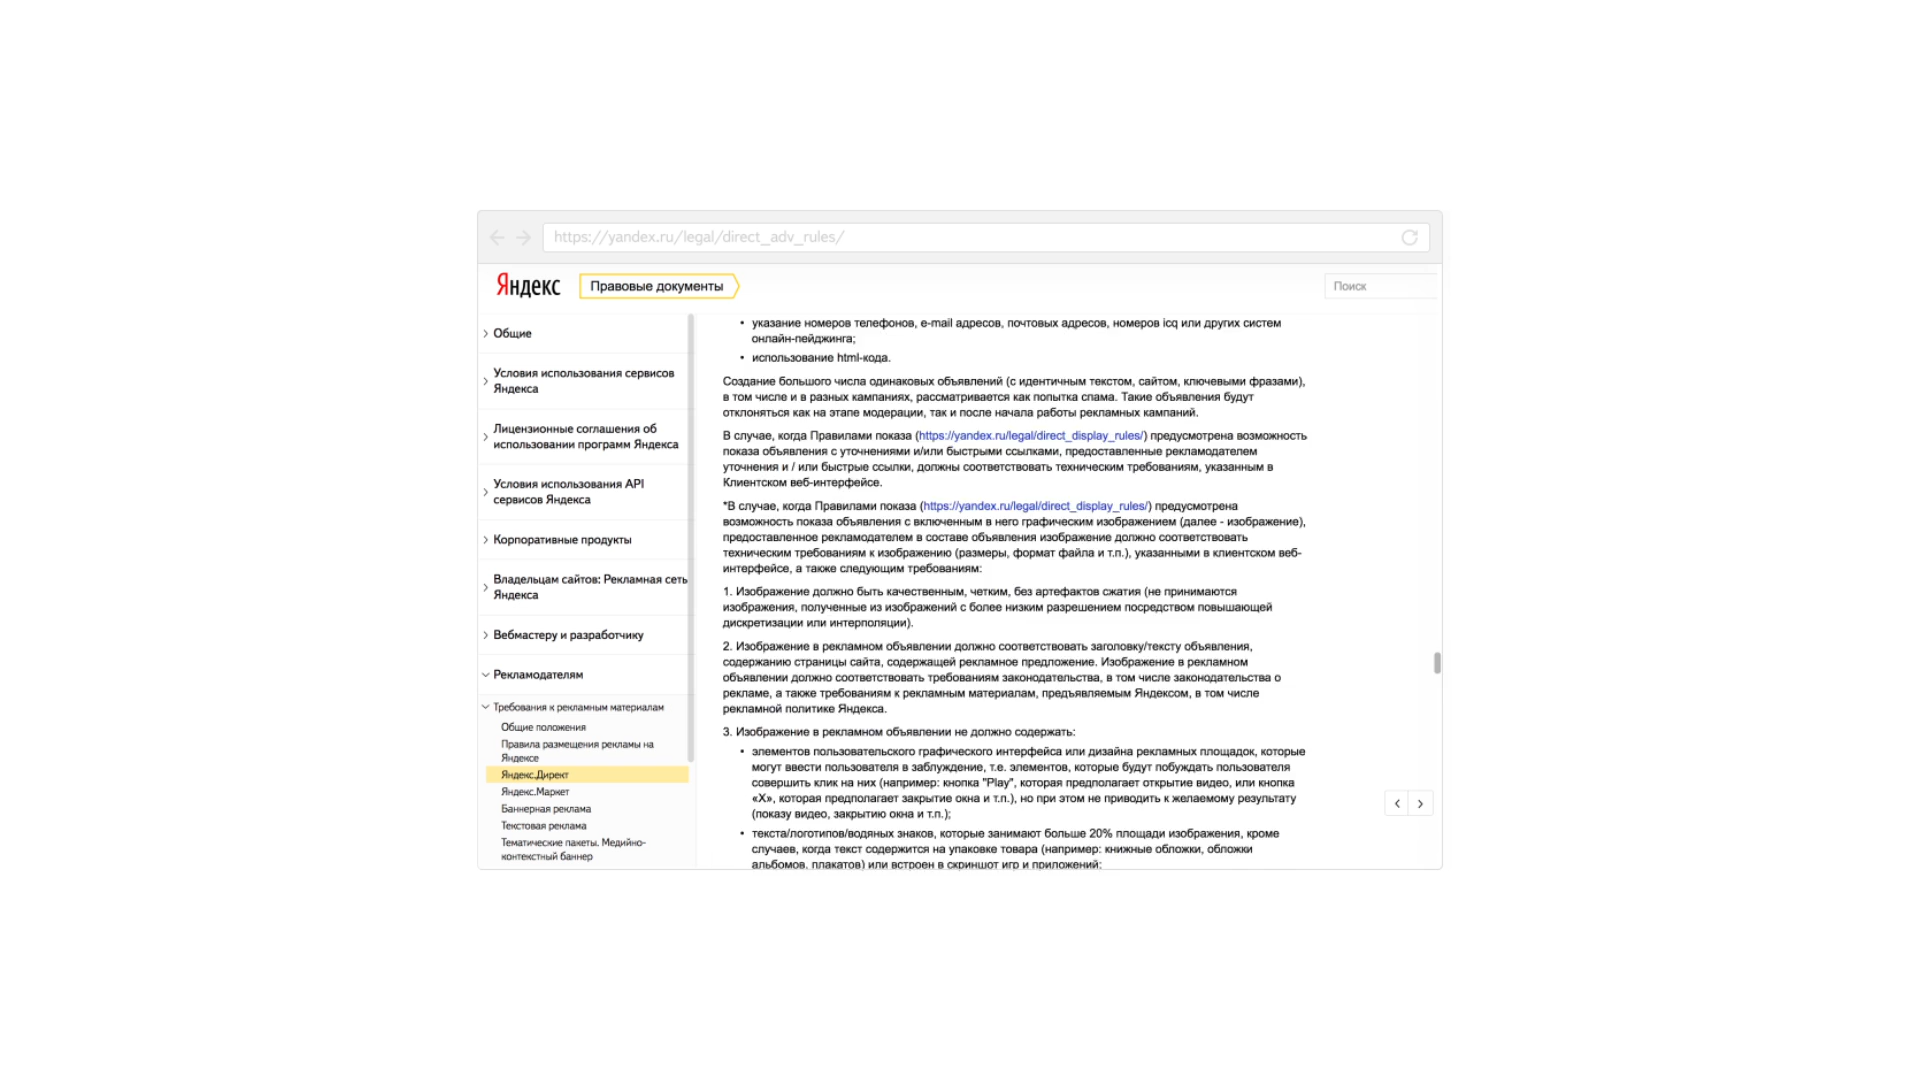 https://yandex.ru/legal/direct_adv_rules/
Яндекс
Правовые документы
Поиск
Общие
Условия использования сервисов
Яндекса
Лицензионные соглашения об
использовании программ Яндекса
Условия использования API
сервисов Яндекса
Корпоративные продукты
Владельцам сайтов: Рекламная сеть
Яндекса
Вебмастеру и разработчику
Рекламодателям
Требования к рекламным материалам
Общие положения
Правила размещения рекламы на
Яндексе
Яндекс.Директ
Яндекс.Маркет
Баннерная реклама
Текстовая реклама
Тематические пакеты. Медийно-
контекстный баннер
• указание номеров телефонов, e-mail адресов, почтовых адресов, номеров icq или других систем
онлайн-пейджинга;
• использование html-кода.
Создание большого числа одинаковых объявлений (с идентичным текстом, сайтом, ключевыми фразами),
в том числе и в разных кампаниях, рассматривается как попытка спама. Такие объявления будут
отклоняться как на этапе модерации, так и после начала работы рекламных кампаний.
В случае, когда Правилами показа (https://yandex.ru/legal/direct_display_rules/) предусмотрена возможность
показа объявления с уточнениями и/или быстрыми ссылками, предоставленные рекламодателем
уточнения и / или быстрые ссылки, должны соответствовать техническим требованиям, указанным в
Клиентском веб-интерфейсе.
*В случае, когда Правилами показа (https://yandex.ru/legal/direct_display_rules/) предусмотрена
возможность показа объявления с включенным в него графическим изображением (далее - изображение),
предоставленное рекламодателем в составе объявления изображение должно соответствовать
техническим требованиям к изображению (размеры, формат файла и т.п.), указанными в клиентском веб-
интерфейсе, а также следующим требованиям:
1. Изображение должно быть качественным, четким, без артефактов сжатия (не принимаются
изображения, полученные из изображений с более низким разрешением посредством повышающей
дискретизации или интерполяции).
2. Изображение в рекламном объявлении должно соответствовать заголовку/тексту объявления,
содержанию страницы сайта, содержащей рекламное предложение. Изображение в рекламном
объявлении должно соответствовать требованиям законодательства, в том числе законодательства о
рекламе, а также требованиям к рекламным материалам, предъявляемым Яндексом, в том числе
рекламной политике Яндекса.
3. Изображение в рекламном объявлении не должно содержать:
• элементов пользовательского графического интерфейса или дизайна рекламных площадок, которые
могут ввести пользователя в заблуждение, т.е. элементов, которые будут побуждать пользователя
совершить клик на них (например: кнопка "Play", которая предполагает открытие видео, или кнопка
«X», которая предполагает закрытие окна и т.п.), но при этом не приводить к желаемому результату
(показу видео, закрытию окна и т.п.);
• текста/логотипов/водяных знаков, которые занимают больше 20% площади изображения, кроме
случаев, когда текст содержится на упаковке товара (например: книжные обложки, обложки
альбомов, плакатов) или встроен в скриншот игр и приложений;